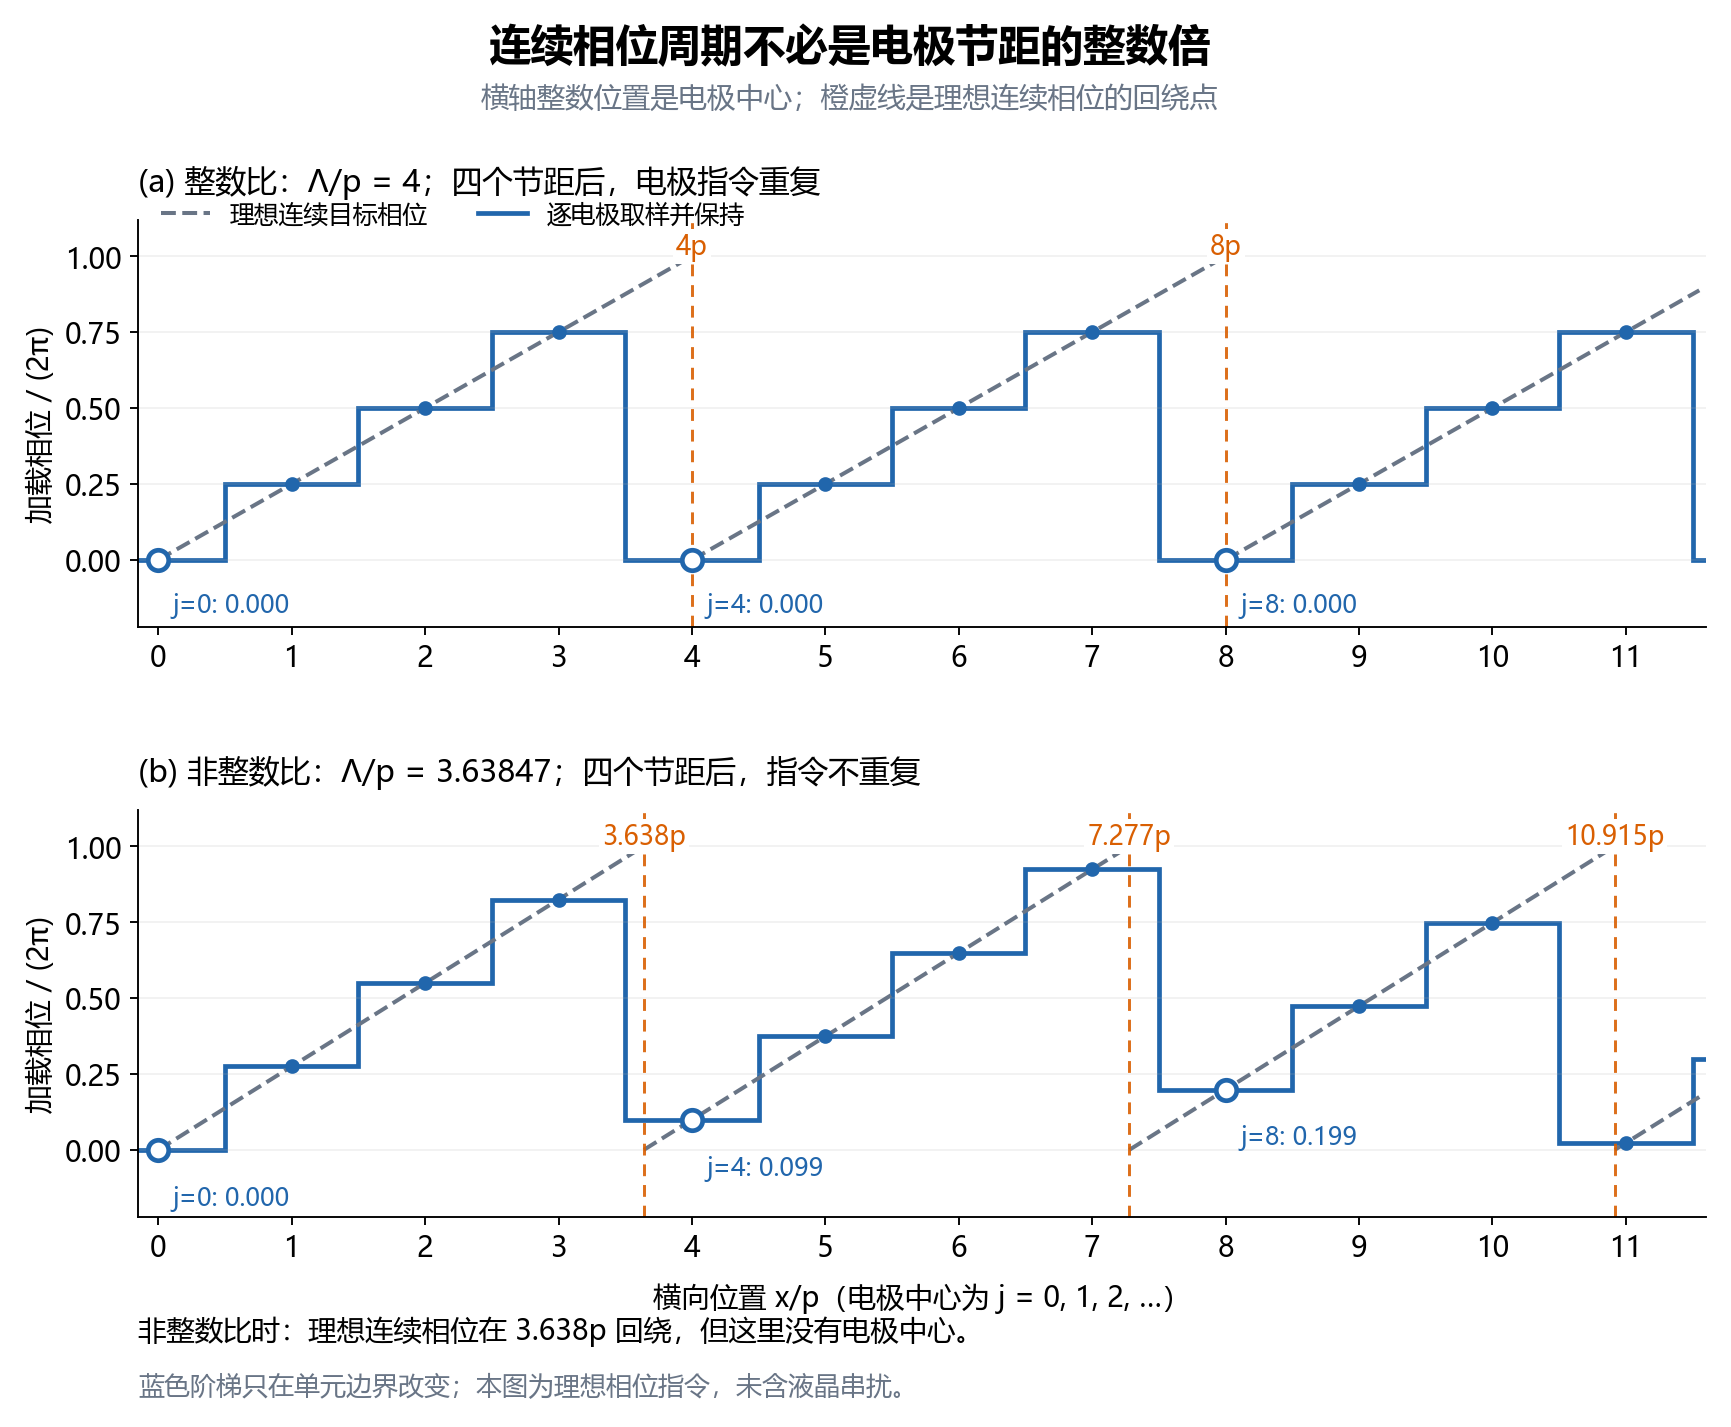 连续相位周期不必是电极节距的整数倍
横轴整数位置是电极中心；橙虚线是理想连续相位的回绕点
(a) 整数比：Λ/p = 4；四个节距后，电极指令重复
理想连续目标相位
逐电极取样并保持
4p
8p
1.00
0.75
0.50
0.25
0.00
加载相位 / (2π)
j=0: 0.000
j=4: 0.000
j=8: 0.000
0 1 2 3 4 5 6 7 8 9 10 11
(b) 非整数比：Λ/p = 3.63847；四个节距后，指令不重复
3.638p
7.277p
10.915p
1.00
0.75
0.50
0.25
0.00
加载相位 / (2π)
j=0: 0.000
j=4: 0.099
j=8: 0.199
0 1 2 3 4 5 6 7 8 9 10 11
横向位置 x/p（电极中心为 j = 0, 1, 2, ...）
非整数比时：理想连续相位在 3.638p 回绕，但这里没有电极中心。
蓝色阶梯只在单元边界改变；本图为理想相位指令，未含液晶串扰。